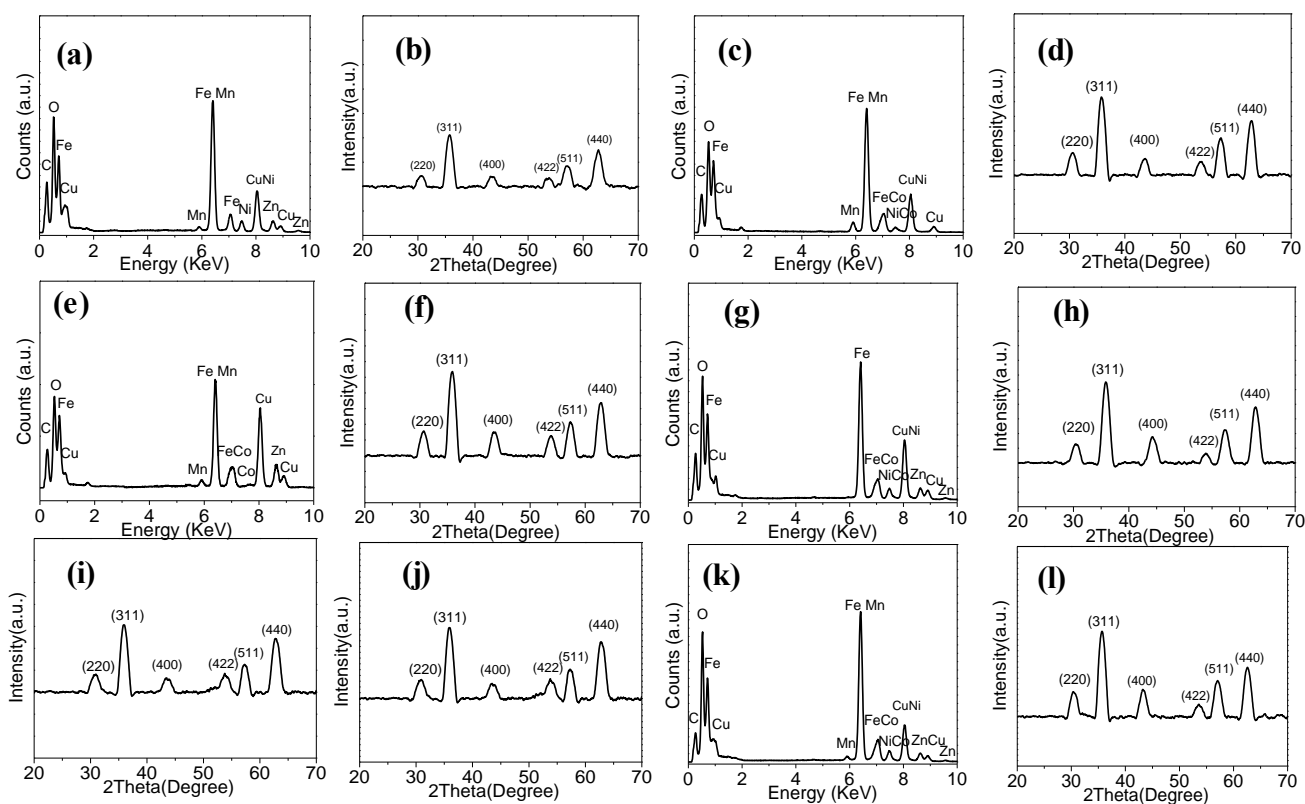 (a)
Counts (a.u.)
C
O
Fe
Cu
Fe Mn
Mn
Fe
Ni
CuNi
Zn
Cu
Zn
0 2 4 6 8 10
Energy (KeV)
(b)
Intensity(a.u.)
(220)
(311)
(400)
(422)
(511)
(440)
20 30 40 50 60 70
2Theta(Degree)
(c)
Counts (a.u.)
C
O
Fe
Cu
Fe Mn
Mn
FeCo
NiCo
CuNi
Cu
0 2 4 6 8 10
Energy (KeV)
(d)
Intensity(a.u.)
(220)
(311)
(400)
(422)
(511)
(440)
20 30 40 50 60 70
2Theta(Degree)
(e)
Counts (a.u.)
C
O
Fe
Cu
Fe Mn
Mn
FeCo
Co
Cu
Zn
Cu
0 2 4 6 8 10
Energy (KeV)
(f)
Intensity(a.u.)
(220)
(311)
(400)
(422)
(511)
(440)
20 30 40 50 60 70
2Theta(Degree)
(g)
Counts (a.u.)
C
O
Fe
Cu
Fe
FeCo
NiCo
CuNi
Zn
Cu
Zn
0 2 4 6 8 10
Energy (KeV)
(h)
Intensity(a.u.)
(220)
(311)
(400)
(422)
(511)
(440)
20 30 40 50 60 70
2Theta(Degree)
(i)
Intensity(a.u.)
(220)
(311)
(400)
(422)
(511)
(440)
20 30 40 50 60 70
2Theta(Degree)
(j)
Intensity(a.u.)
(220)
(311)
(400)
(422)
(511)
(440)
20 30 40 50 60 70
2Theta(Degree)
(k)
Counts (a.u.)
C
O
Fe
Cu
Fe Mn
Mn
FeCo
NiCo
CuNi
ZnCu
Zn
0 2 4 6 8 10
Energy (KeV)
(l)
Intensity(a.u.)
(220)
(311)
(400)
(422)
(511)
(440)
20 30 40 50 60 70
2Theta(Degree)